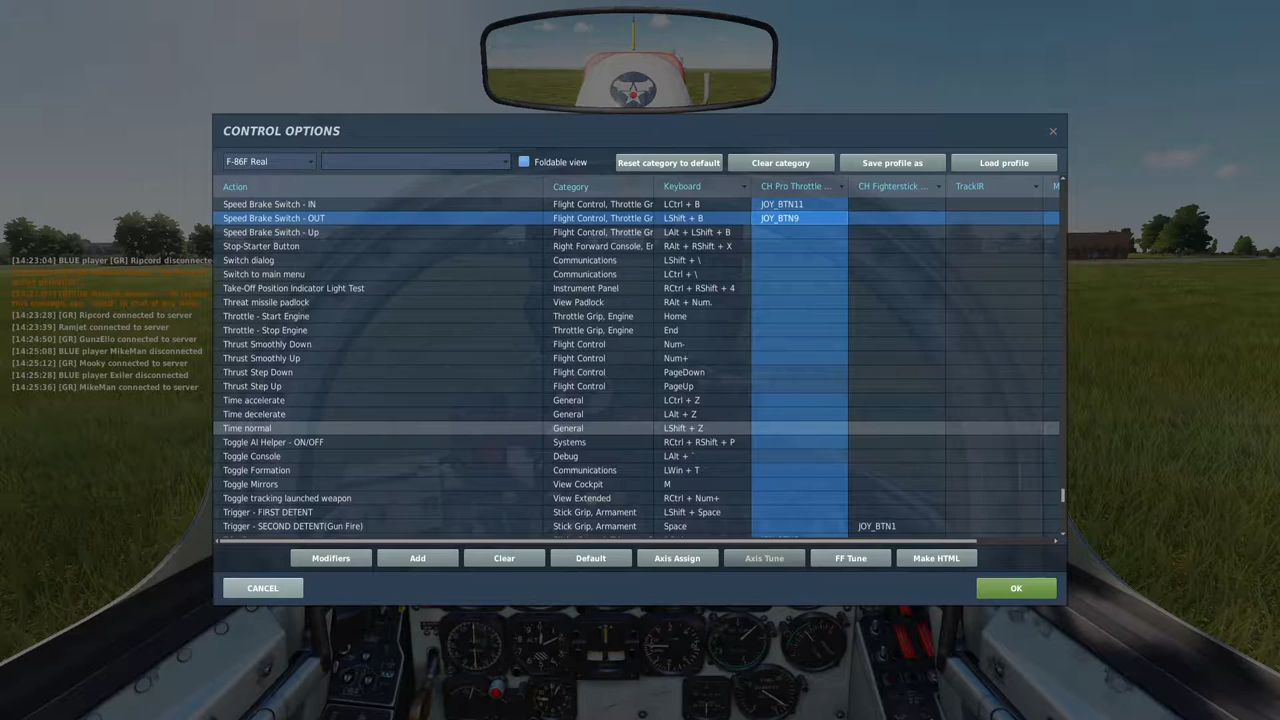 CONTROL OPTIONS
×
F-86F Real
Foldable view
Reset category to default
Clear category
Save profile as
Load profile
Action Category Keyboard CH Pro Throttle ... CH Fighterstick ... TrackIR M
Speed Brake Switch - IN Flight Control, Throttle Gr LCtrl + B JOY_BTN11
Speed Brake Switch - OUT Flight Control, Throttle Gr LShift + B JOY_BTN9
Speed Brake Switch - Up Flight Control, Throttle Gr LAlt + LShift + B
Stop-Starter Button Right Forward Console, Er RAlt + RShift + X
Switch dialog Communications LShift + \
Switch to main menu Communications LCtrl + \
Take-Off Position Indicator Light Test Instrument Panel RCtrl + RShift + 4
Threat missile padlock View Padlock RAlt + Num.
Throttle - Start Engine Throttle Grip, Engine Home
Throttle - Stop Engine Throttle Grip, Engine End
Thrust Smoothly Down Flight Control Num-
Thrust Smoothly Up Flight Control Num+
Thrust Step Down Flight Control PageDown
Thrust Step Up Flight Control PageUp
Time accelerate General LCtrl + Z
Time decelerate General LAlt + Z
Time normal General LShift + Z
Toggle AI Helper - ON/OFF Systems RCtrl + RShift + P
Toggle Console Debug LAlt + `
Toggle Formation Communications LWin + T
Toggle Mirrors View Cockpit M
Toggle tracking launched weapon View Extended RCtrl + Num+
Trigger - FIRST DETENT Stick Grip, Armament LShift + Space
Trigger - SECOND DETENT(Gun Fire) Stick Grip, Armament Space JOY_BTN1
Modifiers
Add
Clear
Default
Axis Assign
Axis Tune
FF Tune
Make HTML
CANCEL
OK
[14:23:04] BLUE player [GR] Ripcord disconnecte
[14:23:28] [GR] Ripcord connected to server
[14:23:39] Ramjet connected to server
[14:24:50] [GR] GunzEllo connected to server
[14:25:08] BLUE player MikeMan disconnected
[14:25:12] [GR] Mooky connected to server
[14:25:28] BLUE player Exiler disconnected
[14:25:36] [GR] MikeMan connected to server